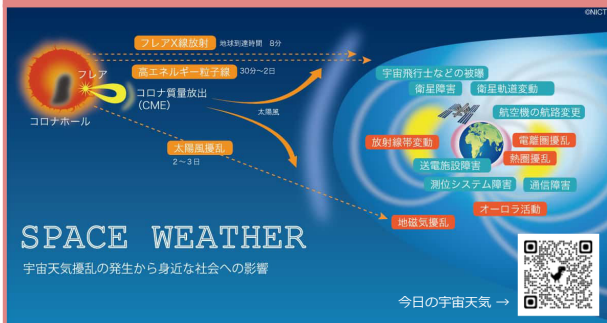 ©NICT
フレアX線放射 地球到達時間 8分
高エネルギー粒子線 30分〜2日
フレア
コロナ質量放出
(CME)
コロナホール
太陽風
太陽風擾乱
2〜3日
宇宙飛行士などの被曝
衛星障害 衛星軌道変動
航空機の航路変更
放射線帯変動
電離圏擾乱
熱圏擾乱
送電施設障害
測位システム障害 通信障害
オーロラ活動
地磁気擾乱
SPACE WEATHER
宇宙天気擾乱の発生から身近な社会への影響
今日の宇宙天気 →